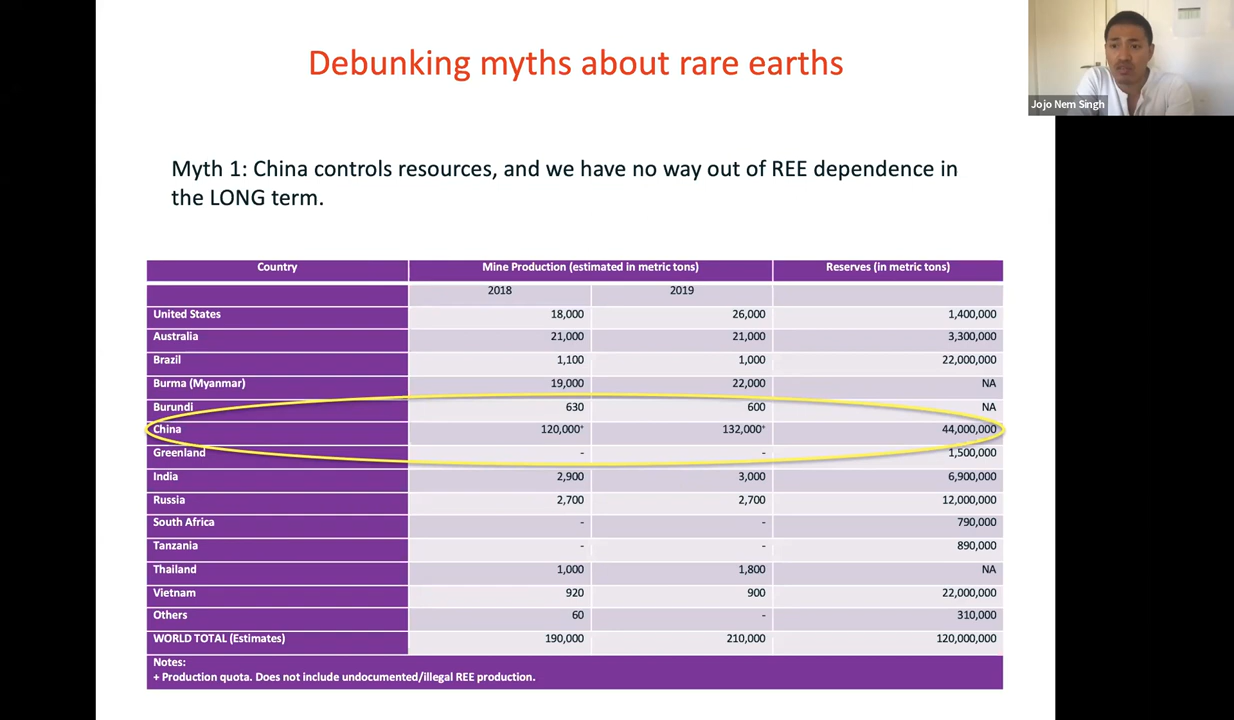 Debunking myths about rare earths
Jojo Nem Singh
Myth 1: China controls resources, and we have no way out of REE dependence in
the LONG term.
Country Mine Production (estimated in metric tons) Reserves (in metric tons)
2018 2019
United States 18,000 26,000 1,400,000
Australia 21,000 21,000 3,300,000
Brazil 1,100 1,000 22,000,000
Burma (Myanmar) 19,000 22,000 NA
Burundi 630 600 NA
China 120,000+ 132,000+ 44,000,000
Greenland - - 1,500,000
India 2,900 3,000 6,900,000
Russia 2,700 2,700 12,000,000
South Africa - - 790,000
Tanzania - - 890,000
Thailand 1,000 1,800 NA
Vietnam 920 900 22,000,000
Others 60 - 310,000
WORLD TOTAL (Estimates) 190,000 210,000 120,000,000
Notes:
+ Production quota. Does not include undocumented/illegal REE production.